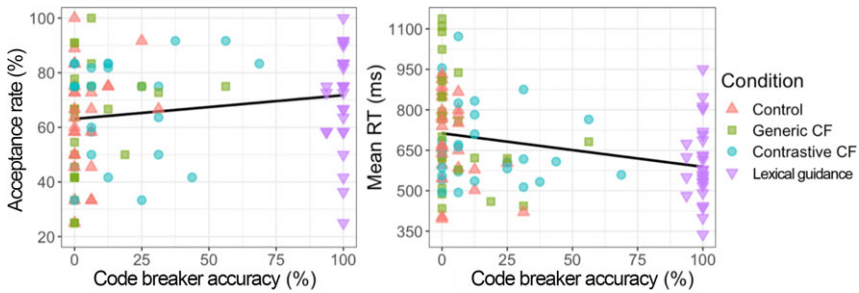 Acceptance rate (%)
100
80
60
40
20
0
25
50
75
100
Code breaker accuracy (%)
Mean RT (ms)
1100
950
800
650
500
350
0
25
50
75
100
Code breaker accuracy (%)
Condition
Control
Generic CF
Contrastive CF
Lexical guidance